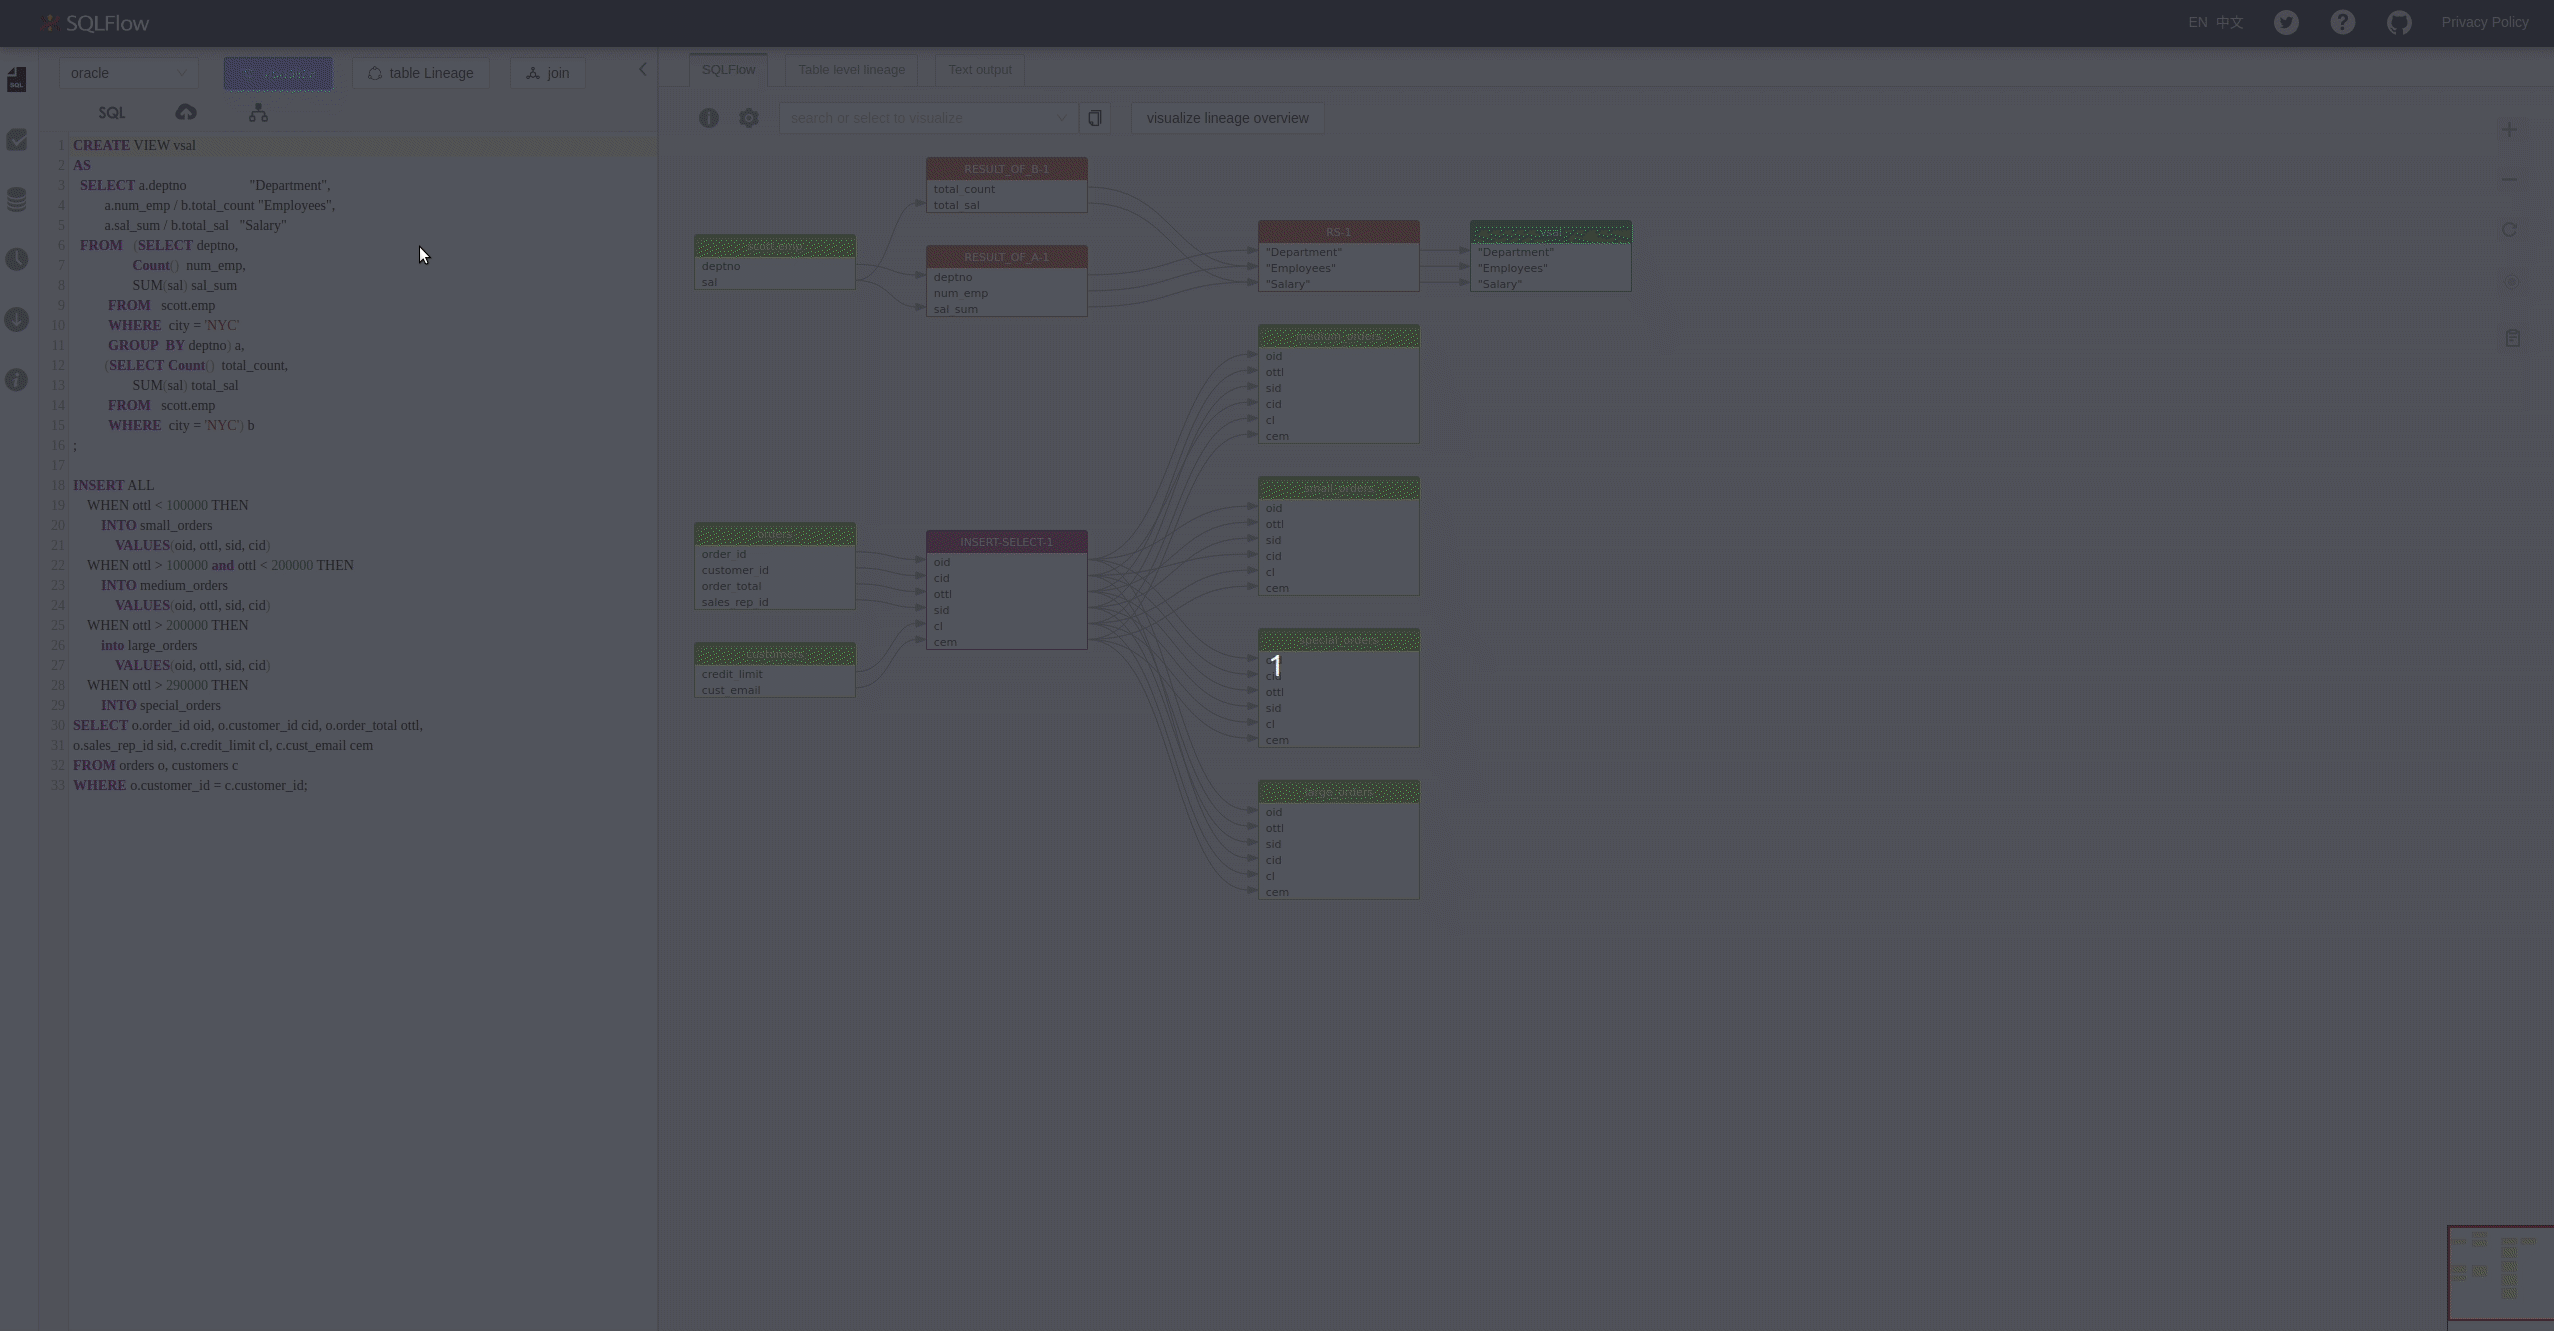 SQLFlow
EN 中文
Privacy Policy
oracle
visualize
table Lineage
join
SQL
1 CREATE VIEW vsal
2 AS
3 SELECT a.deptno "Department",
4 a.num_emp / b.total_count "Employees",
5 a.sal_sum / b.total_sal "Salary"
6 FROM (SELECT deptno,
7 Count() num_emp,
8 SUM(sal) sal_sum
9 FROM scott.emp
10 WHERE city = 'NYC'
11 GROUP BY deptno) a,
12 (SELECT Count() total_count,
13 SUM(sal) total_sal
14 FROM scott.emp
15 WHERE city = 'NYC') b
16 ;
17
18 INSERT ALL
19 WHEN ottl < 100000 THEN
20 INTO small_orders
21 VALUES(oid, ottl, sid, cid)
22 WHEN ottl > 100000 and ottl < 200000 THEN
23 INTO medium_orders
24 VALUES(oid, ottl, sid, cid)
25 WHEN ottl > 200000 THEN
26 into large_orders
27 VALUES(oid, ottl, sid, cid)
28 WHEN ottl > 290000 THEN
29 INTO special_orders
30 SELECT o.order_id oid, o.customer_id cid, o.order_total ottl,
31 o.sales_rep_id sid, c.credit_limit cl, c.cust_email cem
32 FROM orders o, customers c
33 WHERE o.customer_id = c.customer_id;
SQLFlow
Table level lineage
Text output
search or select to visualize
visualize lineage overview
scott.emp
deptno
sal
RESULT_OF_B-1
total_count
total_sal
RESULT_OF_A-1
deptno
num_emp
sal_sum
RS-1
"Department"
"Employees"
"Salary"
vsal
"Department"
"Employees"
"Salary"
orders
order_id
customer_id
order_total
sales_rep_id
customers
credit_limit
cust_email
INSERT-SELECT-1
oid
cid
ottl
sid
cl
cem
medium_orders
oid
ottl
sid
cid
cl
cem
small_orders
oid
ottl
sid
cid
cl
cem
special_orders
1
cid
ottl
sid
cl
cem
large_orders
oid
ottl
sid
cid
cl
cem